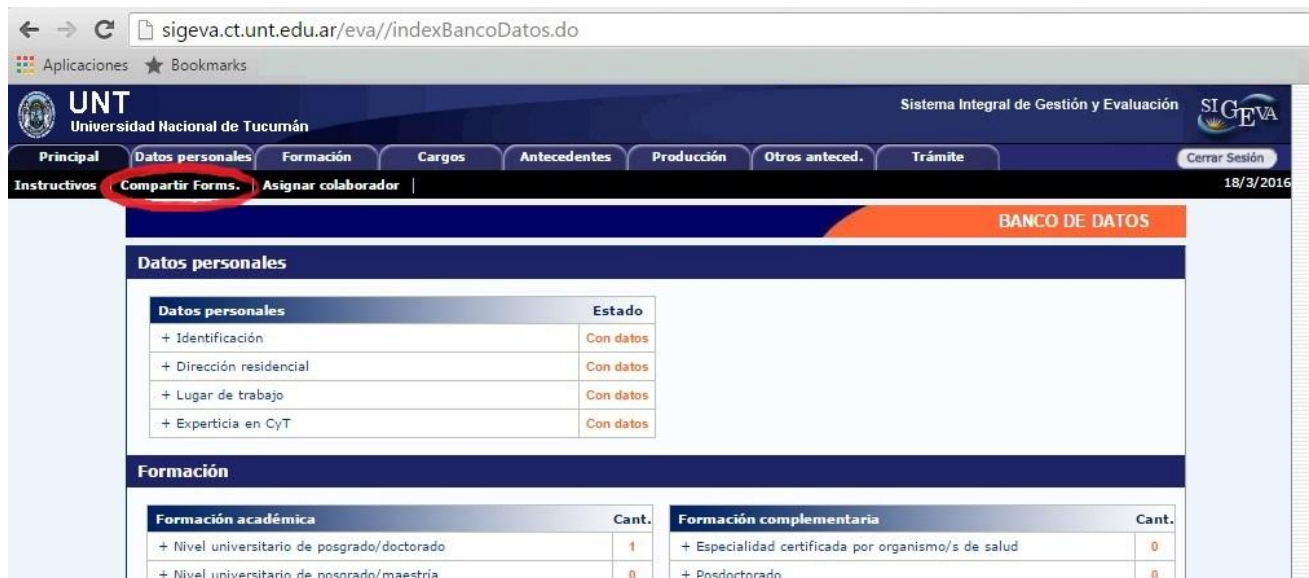 sigeva.ct.unt.edu.ar/eva//indexBancoDatos.do
Aplicaciones Bookmarks
UNT
Universidad Nacional de Tucumán
Sistema Integral de Gestión y Evaluación
SIGEVA
Principal Datos personales Formación Cargos Antecedentes Producción Otros anteced. Trámite Cerrar Sesión
Instructivos | Compartir Forms. | Asignar colaborador | 18/3/2016
BANCO DE DATOS
Datos personales
Datos personales Estado
+ Identificación Con datos
+ Dirección residencial Con datos
+ Lugar de trabajo Con datos
+ Experticia en CyT Con datos
Formación
Formación académica Cant. Formación complementaria Cant.
+ Nivel universitario de posgrado/doctorado 1 + Especialidad certificada por organismo/s de salud 0
+ Nivel universitario de posgrado/maestría 0 + Posdoctorado 0